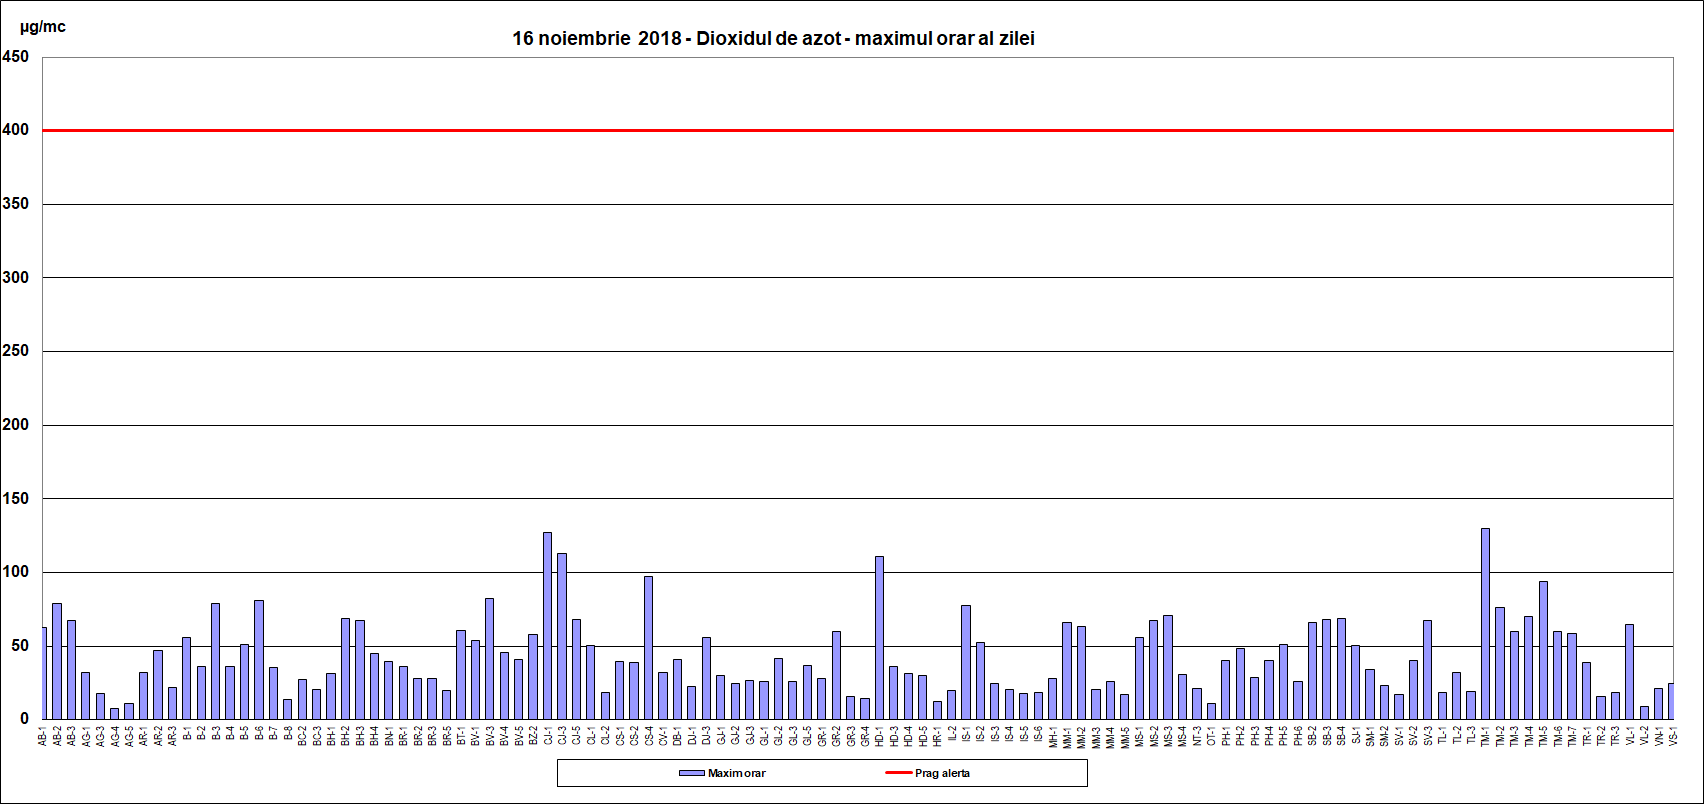 µg/mc
16 noiembrie 2018 - Dioxidul de azot - maximul orar al zilei
450
400
350
300
250
200
150
100
50
0
AB-1 AB-2 AB-3 AG-1 AG-3 AG-4 AG-5 AR-1 AR-2 AR-3 B-1 B-2 B-3 B-4 B-5 B-6 B-7 B-8 BC-2 BC-3 BH-1 BH-2 BH-3 BH-4 BN-1 BR-1 BR-2 BR-3 BR-5 BT-1 BV-1 BV-3 BV-4 BV-5 BZ-2 CJ-1 CJ-3 CJ-5 CL-1 CL-2 CS-1 CS-2 CS-4 CV-1 DB-1 DJ-1 DJ-3 GJ-1 GJ-2 GJ-3 GL-1 GL-2 GL-3 GL-5 GR-1 GR-2 GR-3 GR-4 HD-1 HD-3 HD-4 HD-5 HR-1 IL-2 IS-1 IS-2 IS-3 IS-4 IS-5 IS-6 MH-1 MM-1 MM-2 MM-3 MM-4 MM-5 MS-1 MS-2 MS-3 MS-4 NT-3 OT-1 PH-1 PH-2 PH-3 PH-4 PH-5 PH-6 SB-2 SB-3 SB-4 SJ-1 SM-1 SM-2 SV-1 SV-2 SV-3 TL-1 TL-2 TL-3 TM-1 TM-2 TM-3 TM-4 TM-5 TM-6 TM-7 TR-1 TR-2 TR-3 VL-1 VL-2 VN-1 VS-1
Maxim orar Prag alerta